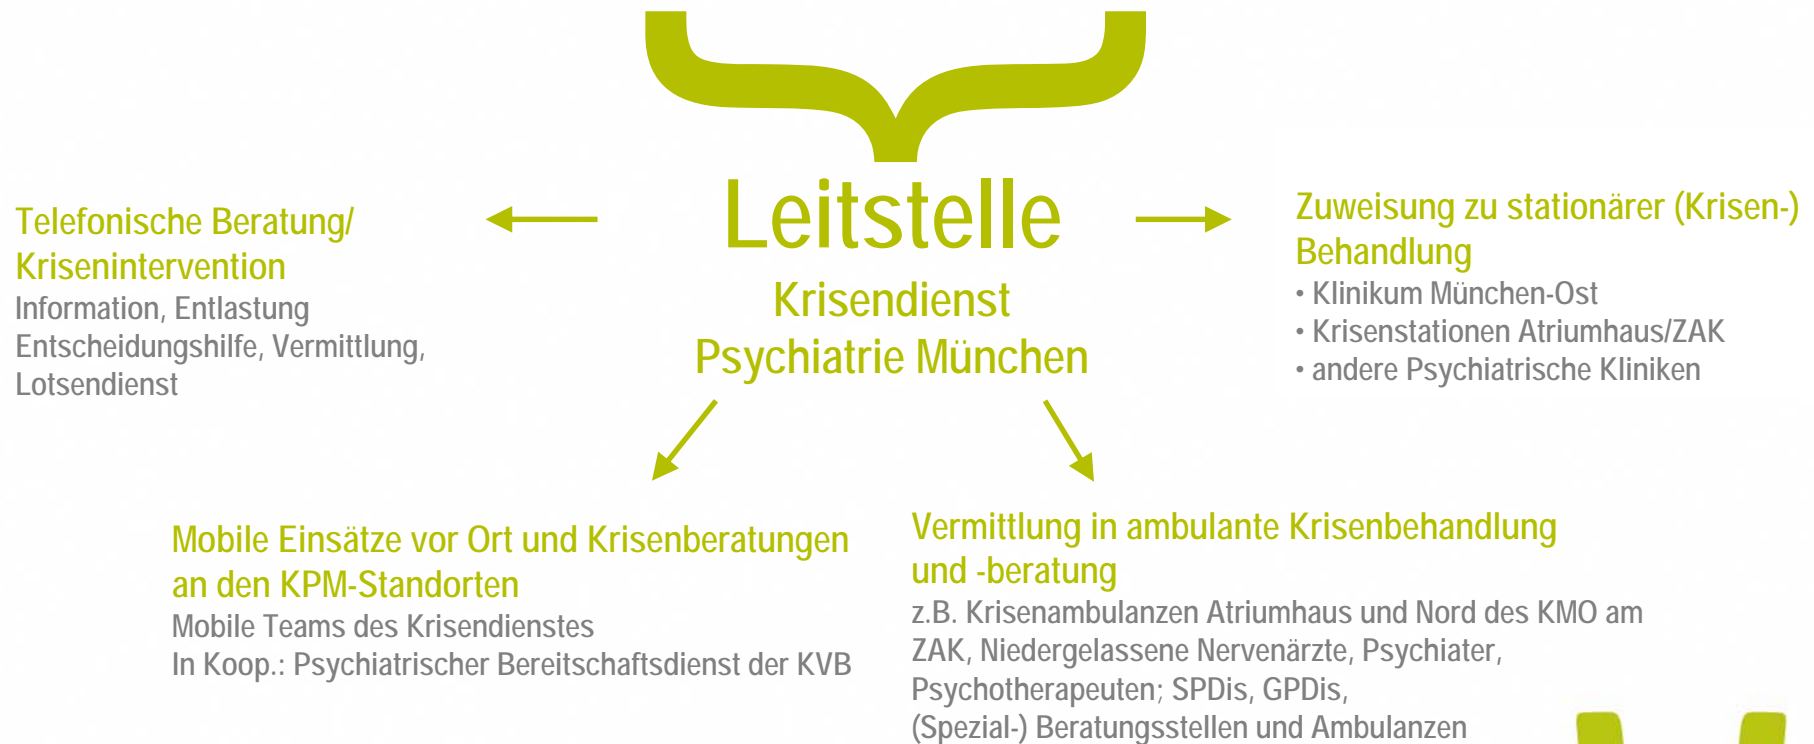 Leitstelle
Krisendienst
Psychiatrie München
Telefonische Beratung/
Krisenintervention
Information, Entlastung
Entscheidungshilfe, Vermittlung,
Lotsendienst
Zuweisung zu stationärer (Krisen-)
Behandlung
• Klinikum München-Ost
• Krisenstationen Atriumhaus/ZAK
• andere Psychiatrische Kliniken
Mobile Einsätze vor Ort und Krisenberatungen
an den KPM-Standorten
Mobile Teams des Krisendienstes
In Koop.: Psychiatrischer Bereitschaftsdienst der KVB
Vermittlung in ambulante Krisenbehandlung
und -beratung
z.B. Krisenambulanzen Atriumhaus und Nord des KMO am
ZAK, Niedergelassene Nervenärzte, Psychiater,
Psychotherapeuten; SPDis, GPDis,
(Spezial-) Beratungsstellen und Ambulanzen